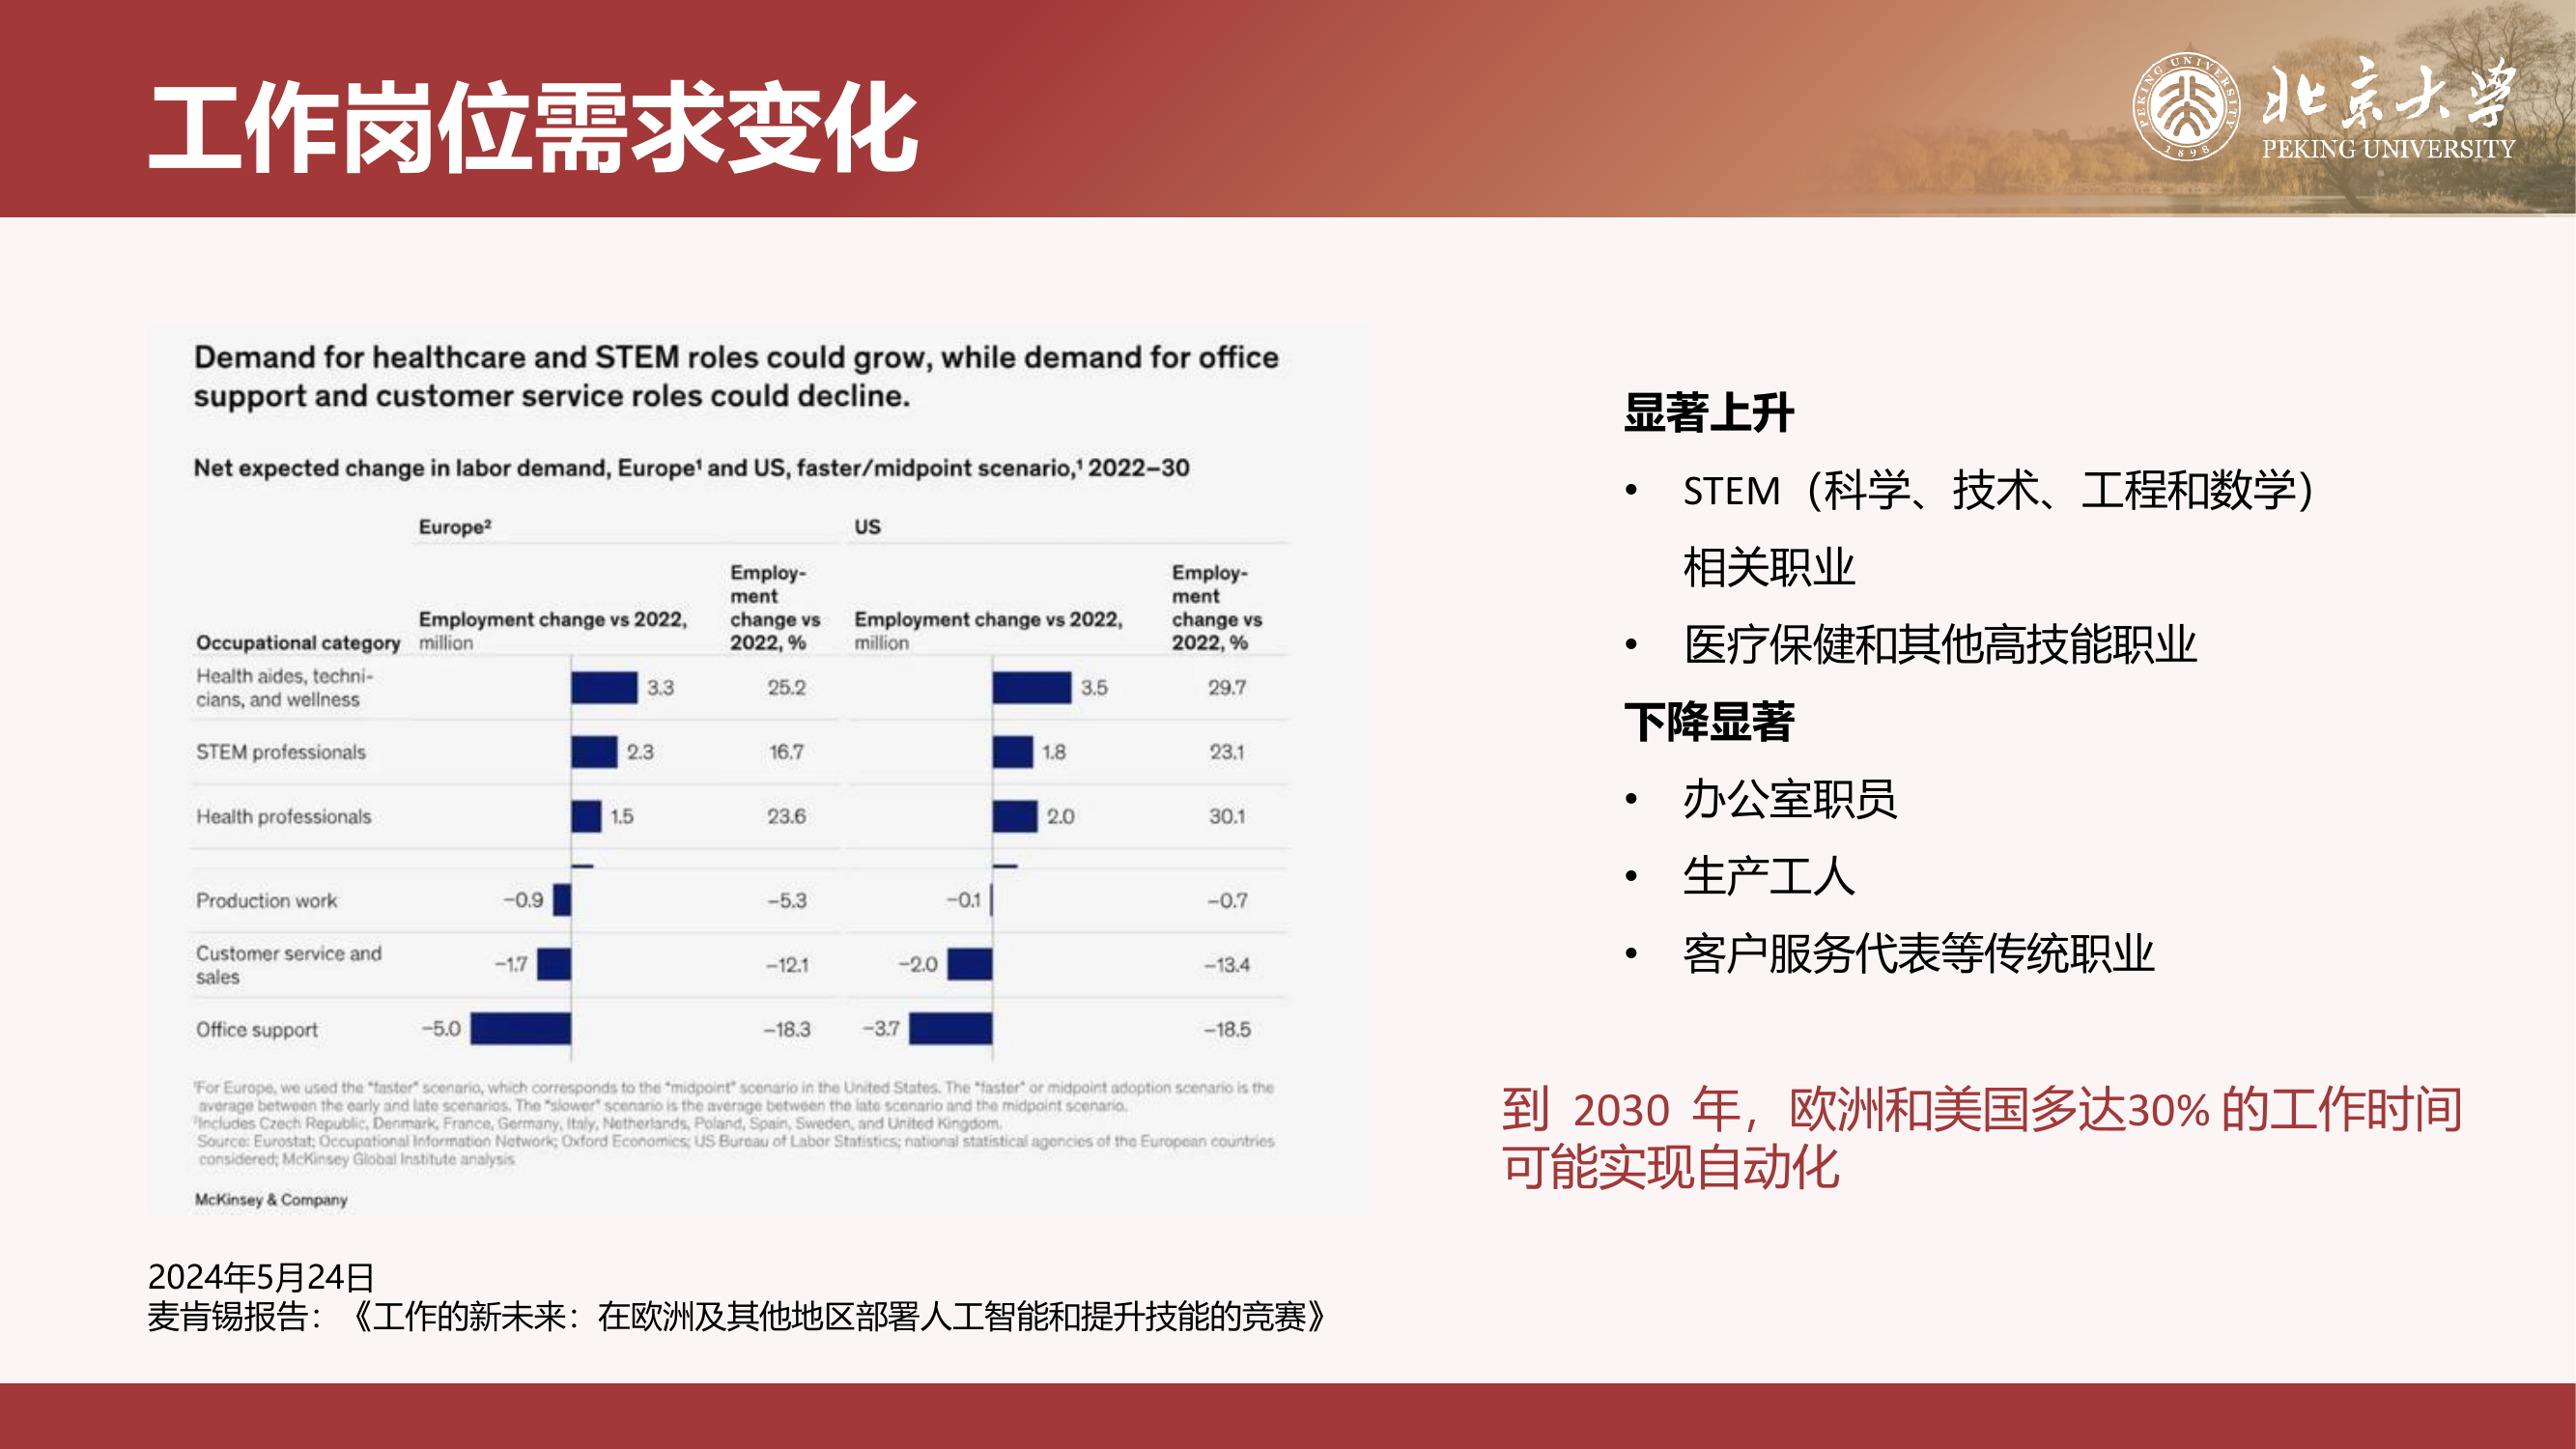 工作岗位需求变化
PEKING UNIVERSITY
1898
北京大学
PEKING UNIVERSITY
Demand for healthcare and STEM roles could grow, while demand for office
support and customer service roles could decline.
Net expected change in labor demand, Europe¹ and US, faster/midpoint scenario,¹ 2022–30
Europe² US
Occupational category
Employment change vs 2022,
million
Employ-
ment
change vs
2022, %
Employment change vs 2022,
million
Employ-
ment
change vs
2022, %
Health aides, techni-
cians, and wellness
3.3 25.2 3.5 29.7
STEM professionals 2.3 16.7 1.8 23.1
Health professionals 1.5 23.6 2.0 30.1
Production work –0.9 –5.3 –0.1 –0.7
Customer service and
sales
–1.7 –12.1 –2.0 –13.4
Office support –5.0 –18.3 –3.7 –18.5
¹For Europe, we used the "faster" scenario, which corresponds to the "midpoint" scenario in the United States. The "faster" or midpoint adoption scenario is the
average between the early and late scenarios. The "slower" scenario is the average between the late scenario and the midpoint scenario.
²Includes Czech Republic, Denmark, France, Germany, Italy, Netherlands, Poland, Spain, Sweden, and United Kingdom.
Source: Eurostat; Occupational Information Network; Oxford Economics; US Bureau of Labor Statistics; national statistical agencies of the European countries
considered; McKinsey Global Institute analysis
McKinsey & Company
2024年5月24日
麦肯锡报告：《工作的新未来：在欧洲及其他地区部署人工智能和提升技能的竞赛》
显著上升
• STEM（科学、技术、工程和数学）
相关职业
• 医疗保健和其他高技能职业
下降显著
• 办公室职员
• 生产工人
• 客户服务代表等传统职业
到 2030 年，欧洲和美国多达30% 的工作时间
可能实现自动化